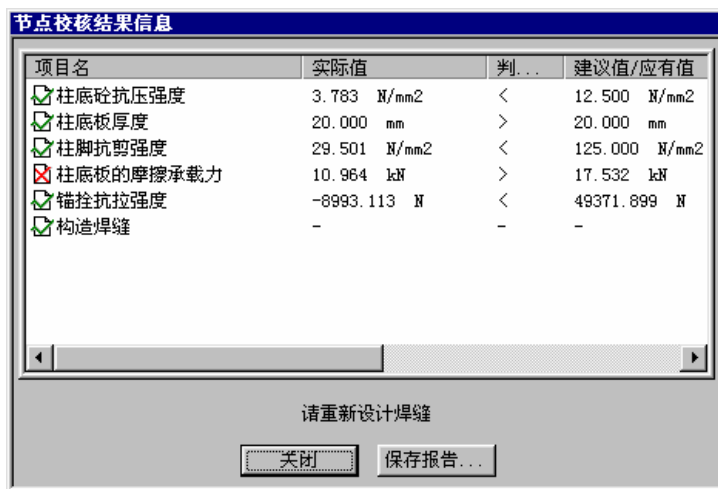 节点校核结果信息
项目名 实际值 判... 建议值/应有值
柱底砼抗压强度 3.783 N/mm2 < 12.500 N/mm2
柱底板厚度 20.000 mm > 20.000 mm
柱脚抗剪强度 29.501 N/mm2 < 125.000 N/mm2
柱底板的摩擦承载力 10.964 kN > 17.532 kN
锚拴抗拉强度 -8993.113 N < 49371.899 N
构造焊缝 - - -
请重新设计焊缝
关闭 保存报告...